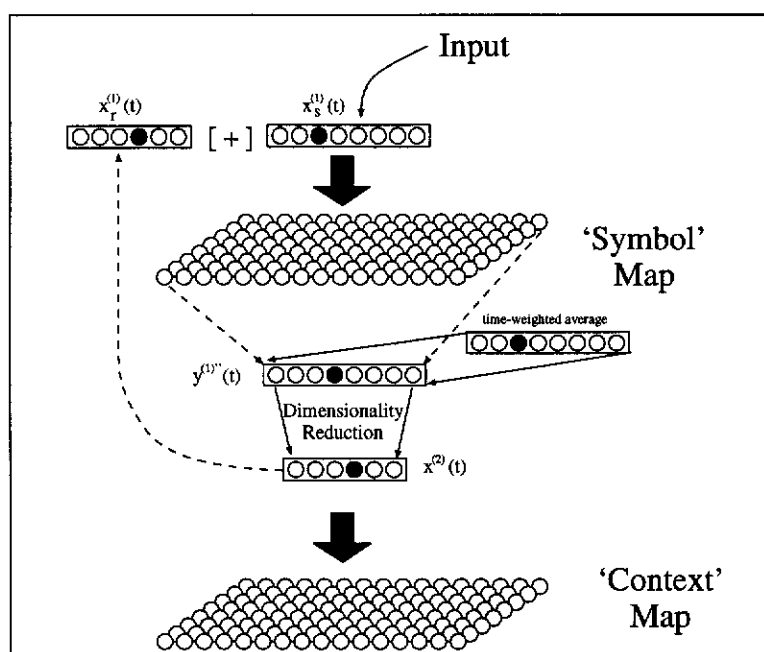 Input
x_r^(1)(t)
x_s^(1)(t)
[ + ]
'Symbol'
Map
time-weighted average
y^(1)''(t)
Dimensionality
Reduction
x^(2)(t)
'Context'
Map